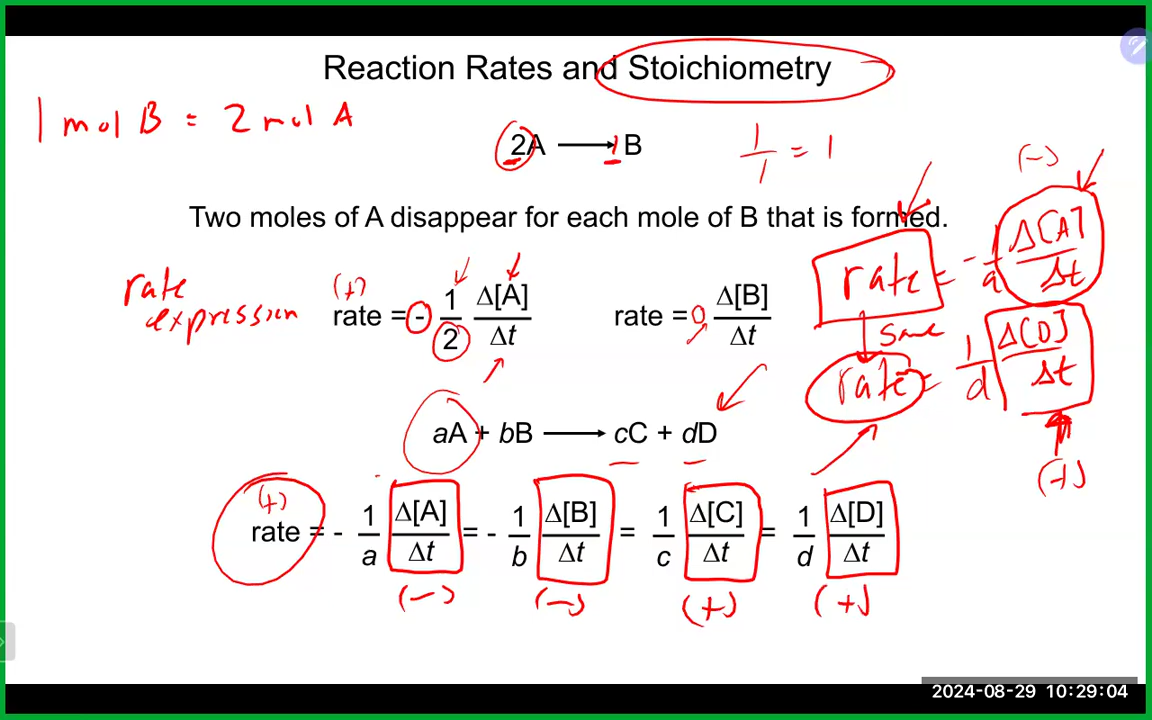 Reaction Rates and Stoichiometry
1 mol B = 2 mol A
2A ⟶ 1 B
1/1 = 1
(-)
Two moles of A disappear for each mole of B that is formed.
rate expression
(+)
rate = - 1/2 Δ[A]/Δt
rate = Δ[B]/Δt
rate = - 1/a Δ[A]/Δt
same
rate = 1/d Δ[D]/Δt
(+)
aA + bB ⟶ cC + dD
(+)
rate = - 1/a Δ[A]/Δt = - 1/b Δ[B]/Δt = 1/c Δ[C]/Δt = 1/d Δ[D]/Δt
(-) (-) (+) (+)
2024-08-29 10:29:04